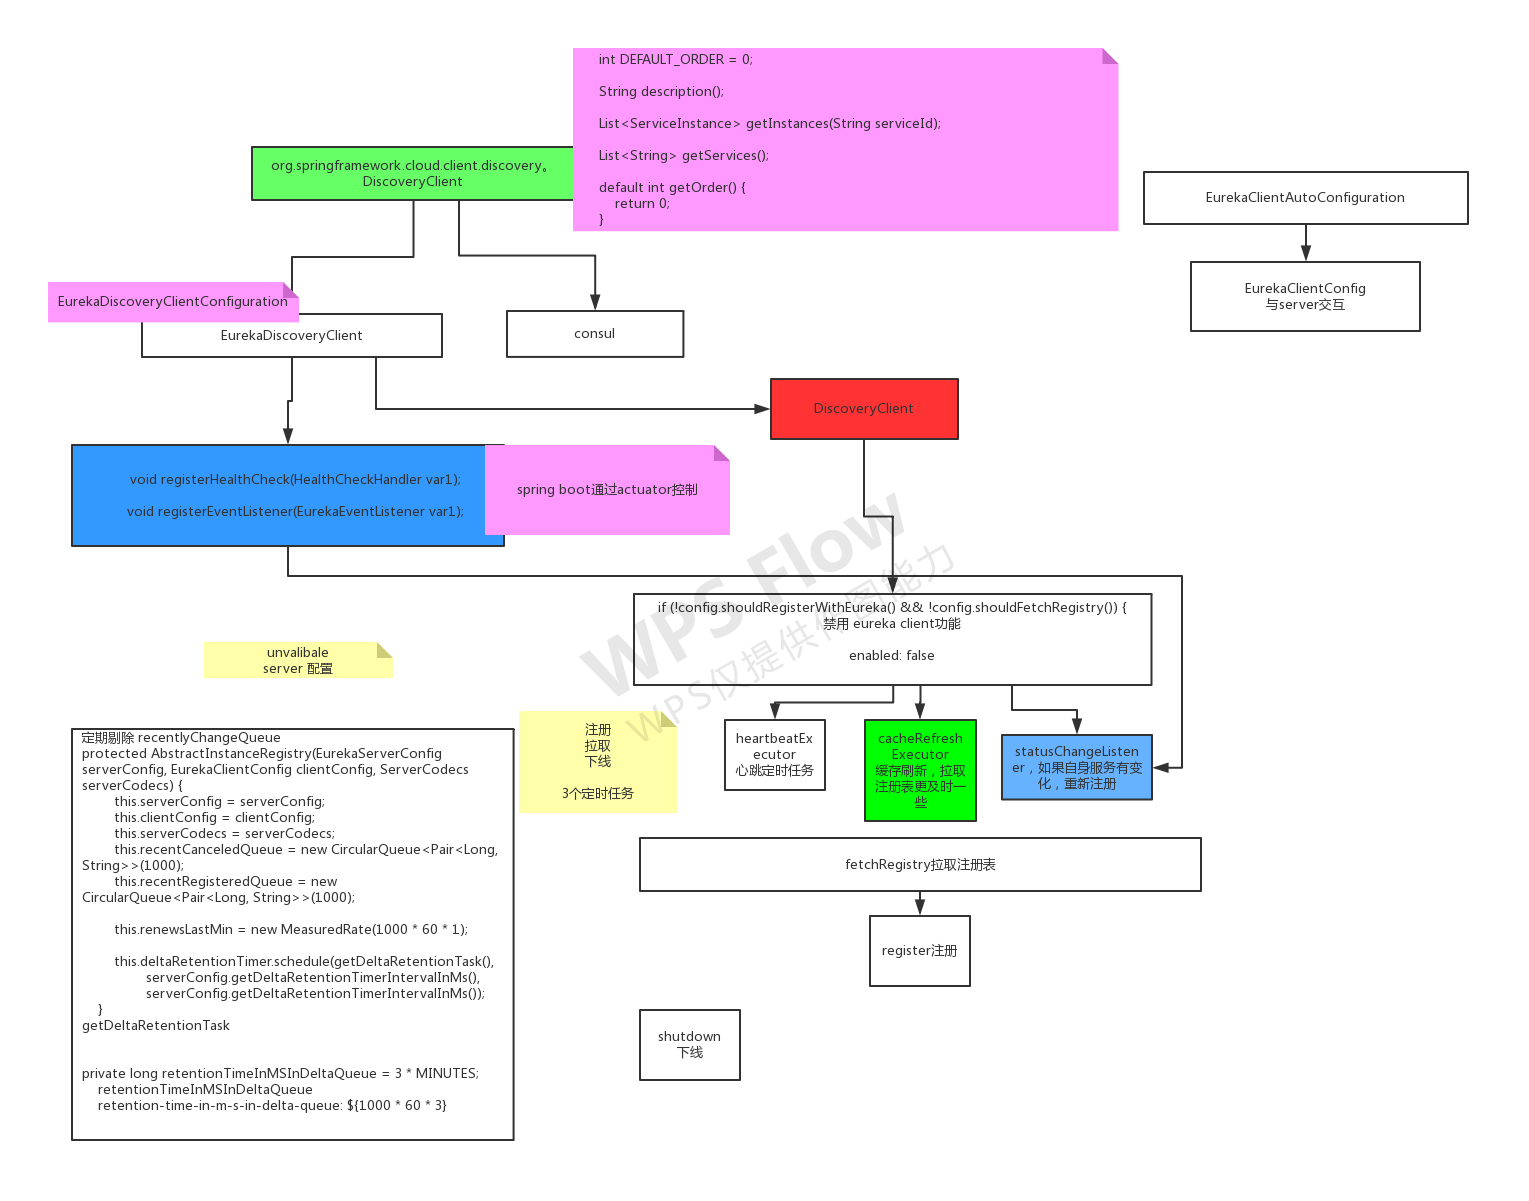 int DEFAULT_ORDER = 0;
String description();
List<ServiceInstance> getInstances(String serviceId);
List<String> getServices();
default int getOrder() {
return 0;
}
org.springframework.cloud.client.discovery。
DiscoveryClient
EurekaClientAutoConfiguration
EurekaClientConfig
与server交互
EurekaDiscoveryClientConfiguration
EurekaDiscoveryClient
consul
DiscoveryClient
void registerHealthCheck(HealthCheckHandler var1);
void registerEventListener(EurekaEventListener var1);
spring boot通过actuator控制
WPS Flow
WPS仅提供作图能力
if (!config.shouldRegisterWithEureka() && !config.shouldFetchRegistry()) {
禁用 eureka client功能
enabled: false
unvalibale
server 配置
注册
拉取
下线
3个定时任务
heartbeatEx
ecutor
心跳定时任务
cacheRefresh
Executor
缓存刷新，拉取
注册表更及时一
些
statusChangeListen
er，如果自身服务有变
化，重新注册
定期剔除 recentlyChangeQueue
protected AbstractInstanceRegistry(EurekaServerConfig
serverConfig, EurekaClientConfig clientConfig, ServerCodecs
serverCodecs) {
this.serverConfig = serverConfig;
this.clientConfig = clientConfig;
this.serverCodecs = serverCodecs;
this.recentCanceledQueue = new CircularQueue<Pair<Long,
String>>(1000);
this.recentRegisteredQueue = new
CircularQueue<Pair<Long, String>>(1000);
this.renewsLastMin = new MeasuredRate(1000 * 60 * 1);
this.deltaRetentionTimer.schedule(getDeltaRetentionTask(),
serverConfig.getDeltaRetentionTimerIntervalInMs(),
serverConfig.getDeltaRetentionTimerIntervalInMs());
}
getDeltaRetentionTask
private long retentionTimeInMSInDeltaQueue = 3 * MINUTES;
retentionTimeInMSInDeltaQueue
retention-time-in-m-s-in-delta-queue: ${1000 * 60 * 3}
fetchRegistry拉取注册表
register注册
shutdown
下线